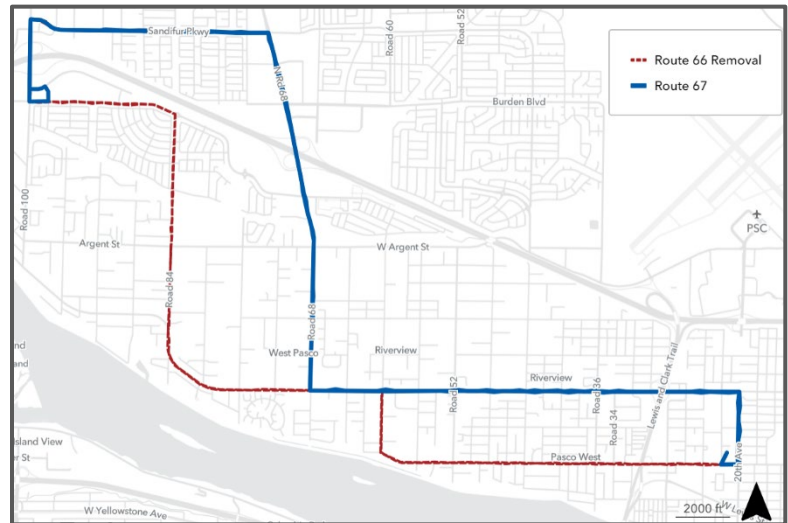 Road 60
Road 52
Sandifur Pkwy
Route 66 Removal
Route 67
N Rd 68
Burden Blvd
Road 100
PSC
Argent St
W Argent St
Road 84
Road 68
West Pasco
Riverview
Riverview
Road 52
Road 36
Road 34
Lewis and Clark Trail
Island View
Pasco West
20th Ave
W Yellowstone Ave
2000 ft